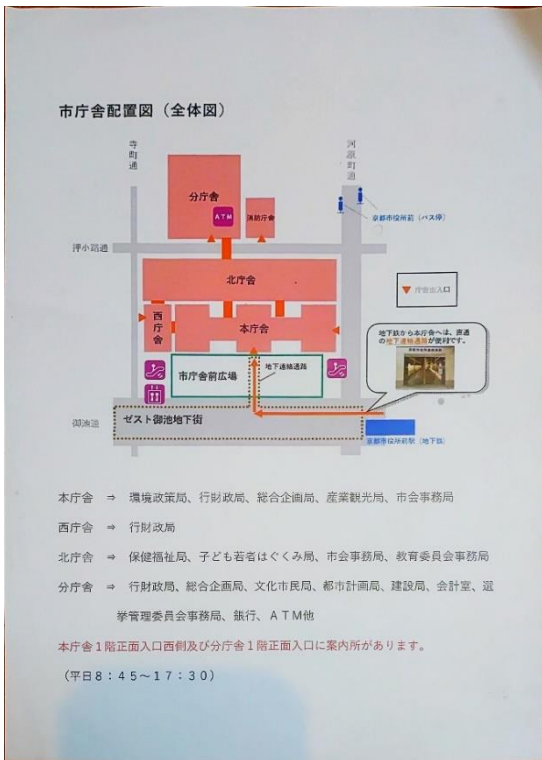 市庁舎配置図（全体図）
寺町通
河原町通
分庁舎
ATM
消防庁舎
京都市役所前（バス停）
押小路通
北庁舎
庁舎出入口
西庁舎
本庁舎
地下鉄から本庁舎へは、直通
の地下連絡通路が便利です。
市庁舎前広場
地下連絡通路
御池通
ゼスト御池地下街
京都市役所前駅（地下鉄）
本庁舎 ⇒ 環境政策局、行財政局、総合企画局、産業観光局、市会事務局
西庁舎 ⇒ 行財政局
北庁舎 ⇒ 保健福祉局、子ども若者はぐくみ局、市会事務局、教育委員会事務局
分庁舎 ⇒ 行財政局、総合企画局、文化市民局、都市計画局、建設局、会計室、選
挙管理委員会事務局、銀行、ＡＴＭ他
本庁舎１階正面入口西側及び分庁舎１階正面入口に案内所があります。
（平日８：４５～１７：３０）